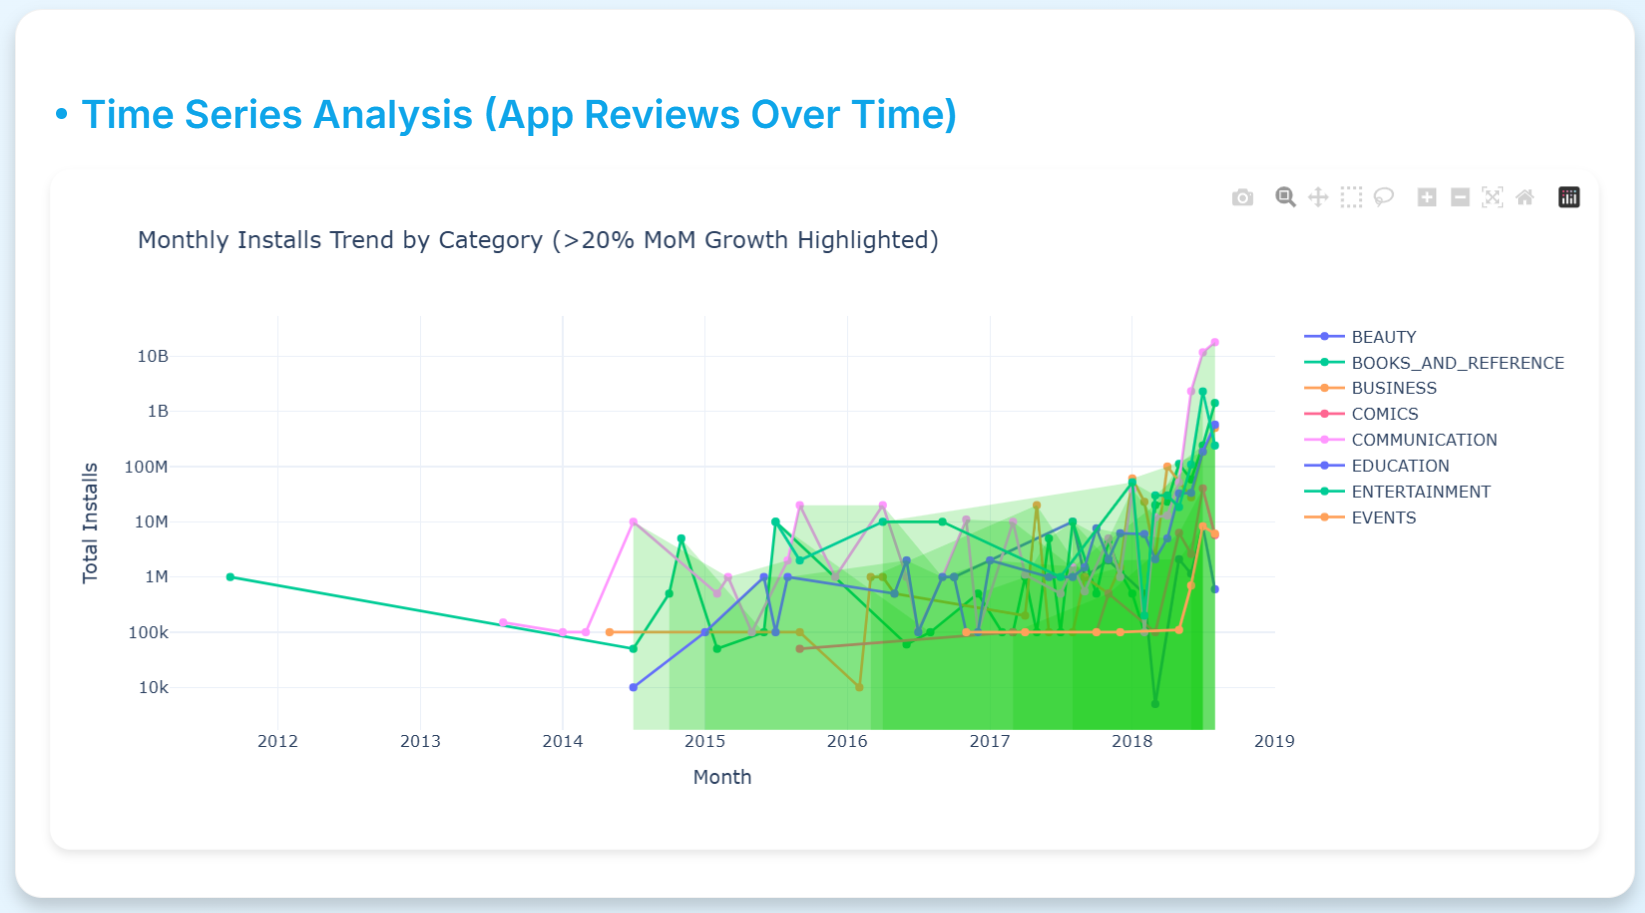 • Time Series Analysis (App Reviews Over Time)
Monthly Installs Trend by Category (>20% MoM Growth Highlighted)
10B
1B
100M
10M
1M
100k
10k
Total Installs
2012 2013 2014 2015 2016 2017 2018 2019
Month
BEAUTY
BOOKS_AND_REFERENCE
BUSINESS
COMICS
COMMUNICATION
EDUCATION
ENTERTAINMENT
EVENTS